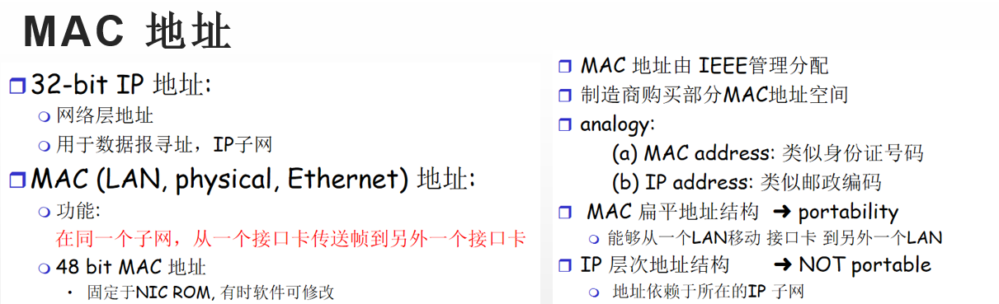 MAC 地址
32-bit IP 地址:
网络层地址
用于数据报寻址，IP子网
MAC (LAN, physical, Ethernet) 地址:
功能:
在同一个子网，从一个接口卡传送帧到另外一个接口卡
48 bit MAC 地址
• 固定于NIC ROM, 有时软件可修改
MAC 地址由 IEEE管理分配
制造商购买部分MAC地址空间
analogy:
(a) MAC address: 类似身份证号码
(b) IP address: 类似邮政编码
MAC 扁平地址结构 ➜ portability
能够从一个LAN移动 接口卡 到另外一个LAN
IP 层次地址结构 ➜ NOT portable
地址依赖于所在的IP 子网